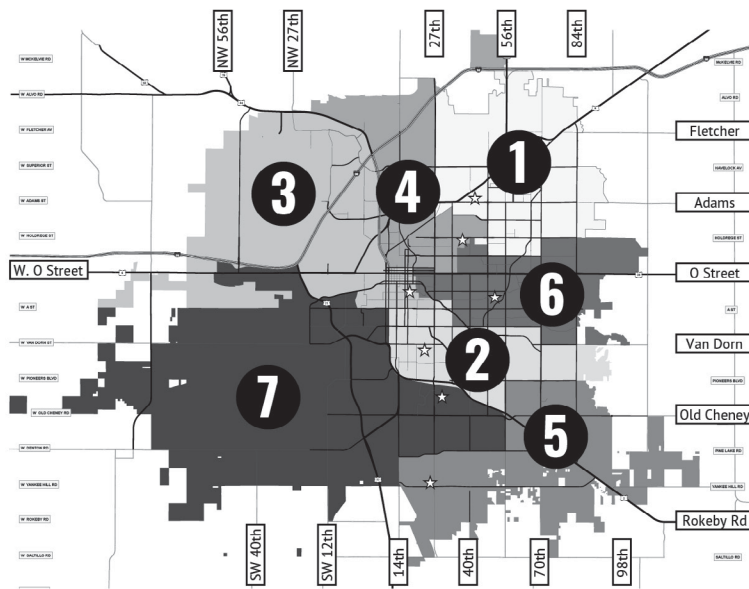 NW 56th
NW 27th
27th
56th
84th
W MCKELVIE RD
MCKELVIE RD
W ALVO RD
ALVO RD
W FLETCHER AV
Fletcher
W SUPERIOR ST
HAVELOCK AV
1
3
4
W ADAMS ST
Adams
W HOLDREGE ST
HOLDREGE ST
W. O Street
O Street
6
W A ST
A ST
W VAN DORN ST
Van Dorn
2
W PIONEERS BLVD
PIONEERS BLVD
7
W OLD CHENEY RD
Old Cheney
5
W DENTON RD
PINE LAKE RD
W YANKEE HILL RD
YANKEE HILL RD
W ROKEBY RD
Rokeby Rd
W SALTILLO RD
SALTILLO RD
SW 40th
SW 12th
14th
40th
70th
98th